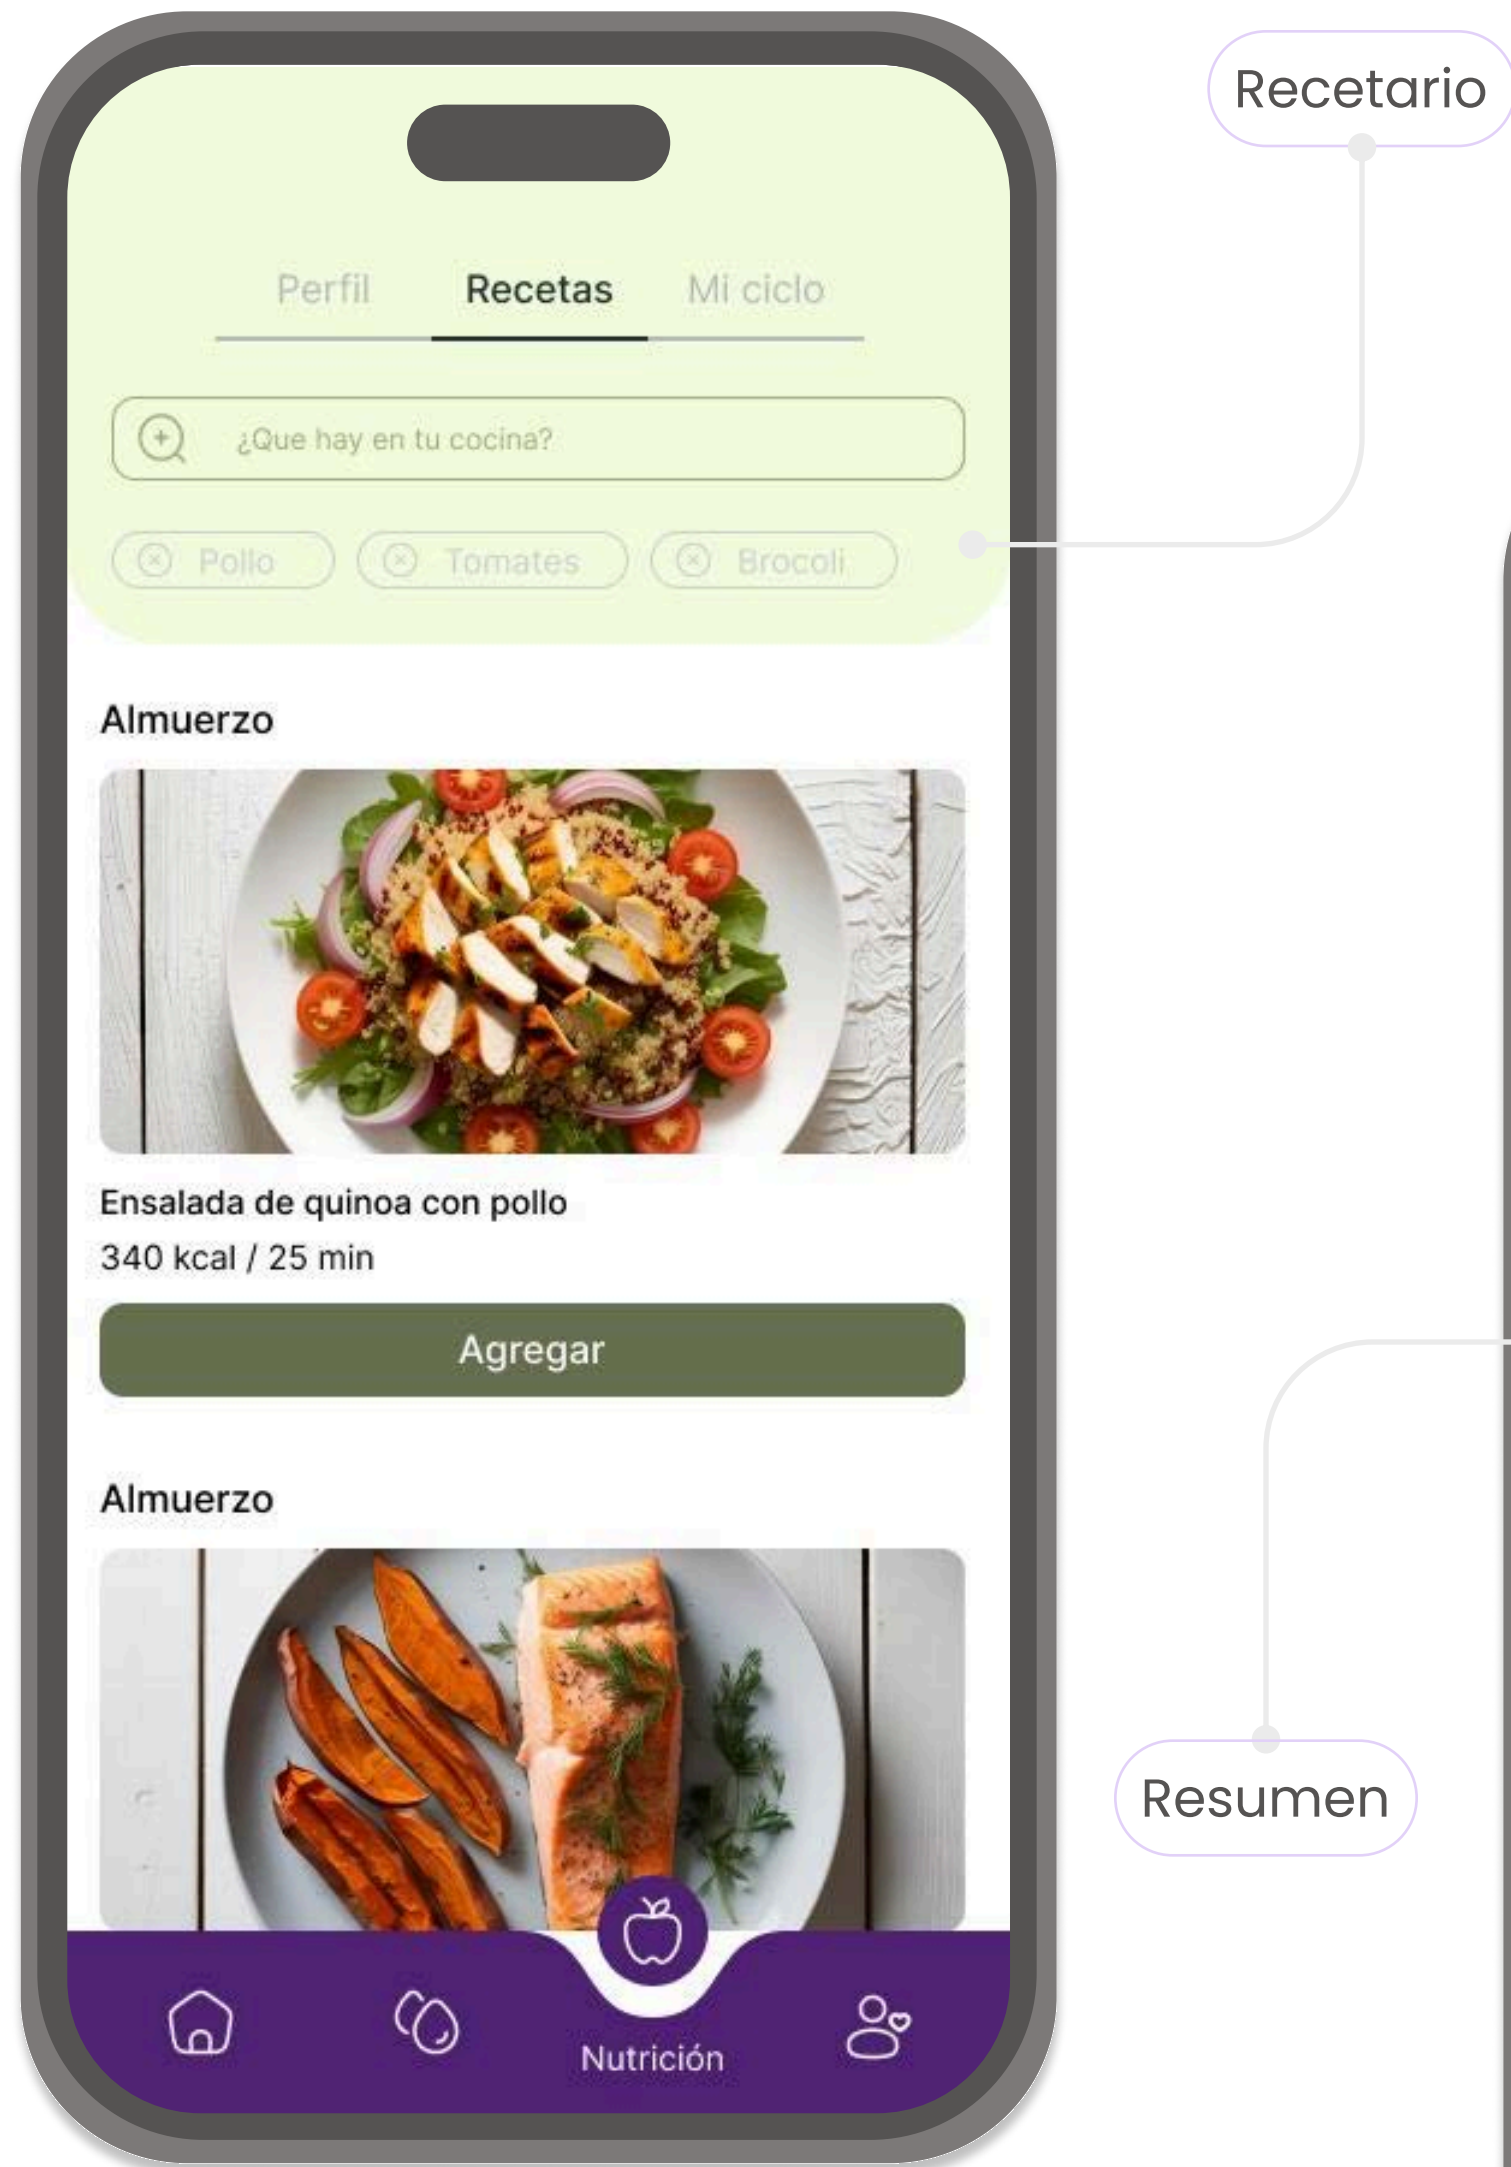 Recetario
Perfil Recetas Mi ciclo
¿Que hay en tu cocina?
Pollo Tomates Brocoli
Almuerzo
Ensalada de quinoa con pollo
340 kcal / 25 min
Agregar
Almuerzo
Resumen
Nutrición